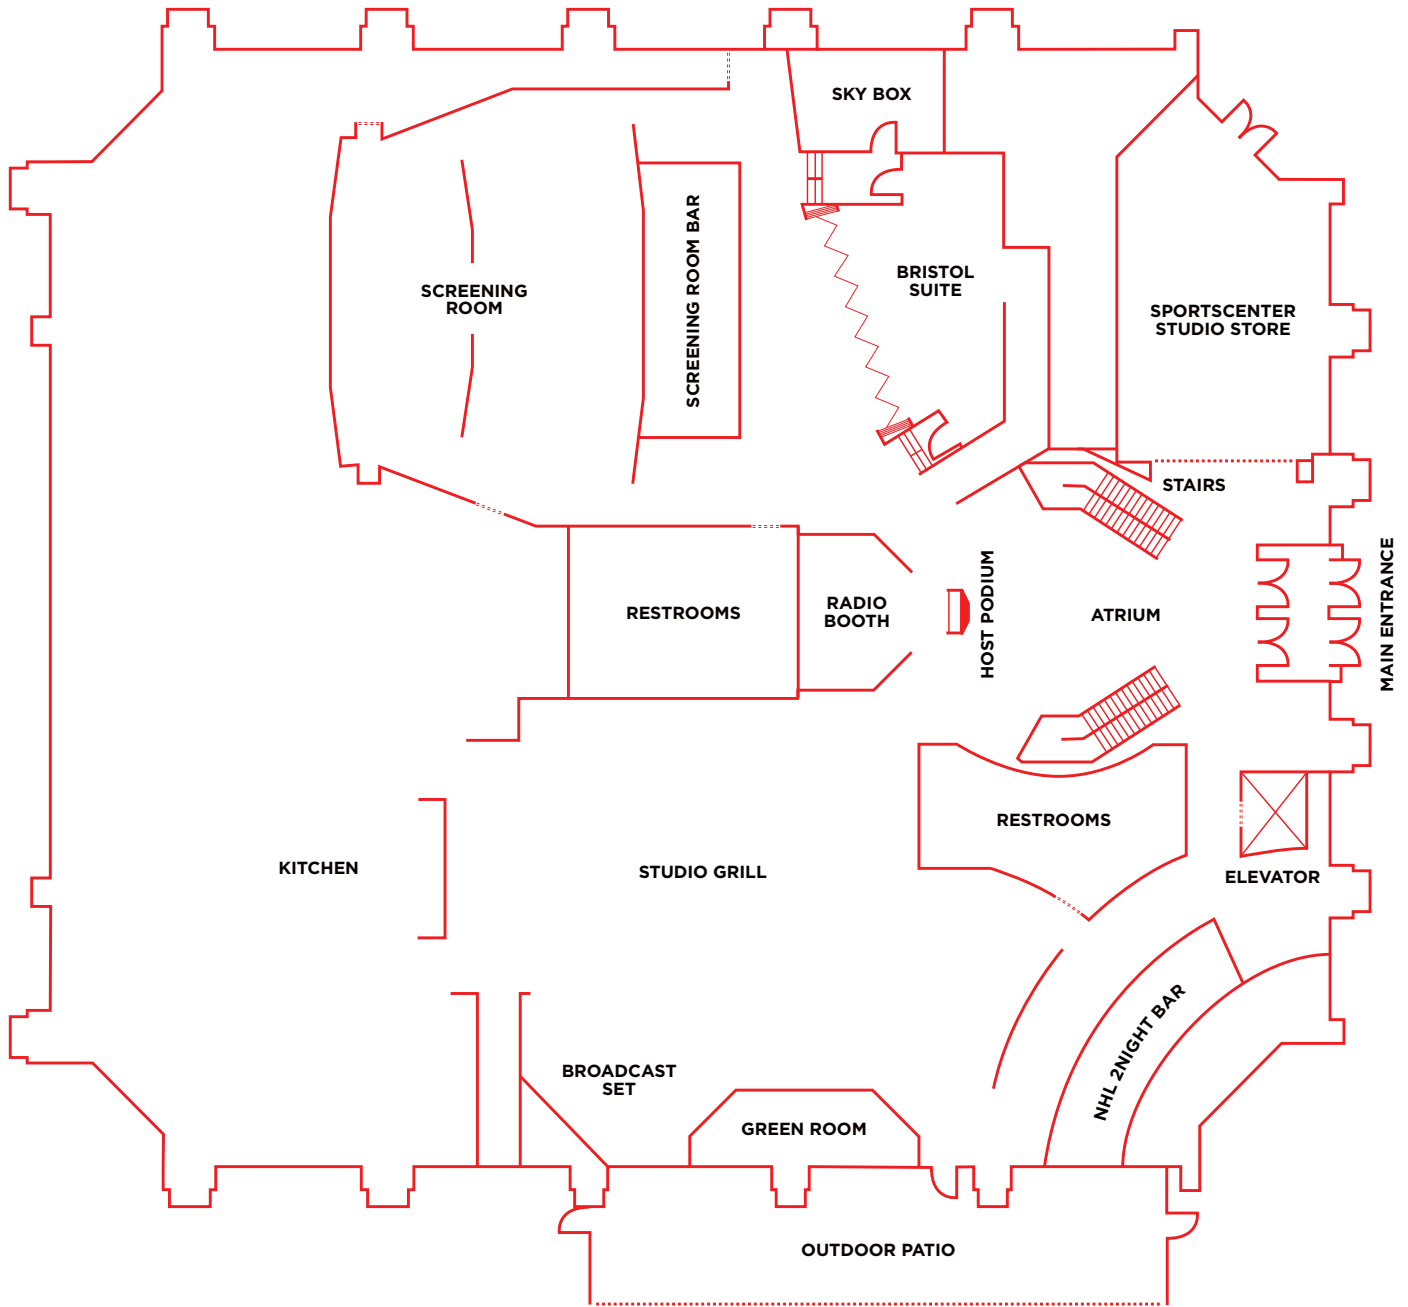 SKY BOX
SCREENING
ROOM
SCREENING ROOM BAR
BRISTOL
SUITE
SPORTSCENTER
STUDIO STORE
STAIRS
RESTROOMS
RADIO
BOOTH
HOST PODIUM
ATRIUM
MAIN ENTRANCE
RESTROOMS
KITCHEN
STUDIO GRILL
ELEVATOR
NHL 2NIGHT BAR
BROADCAST
SET
GREEN ROOM
OUTDOOR PATIO